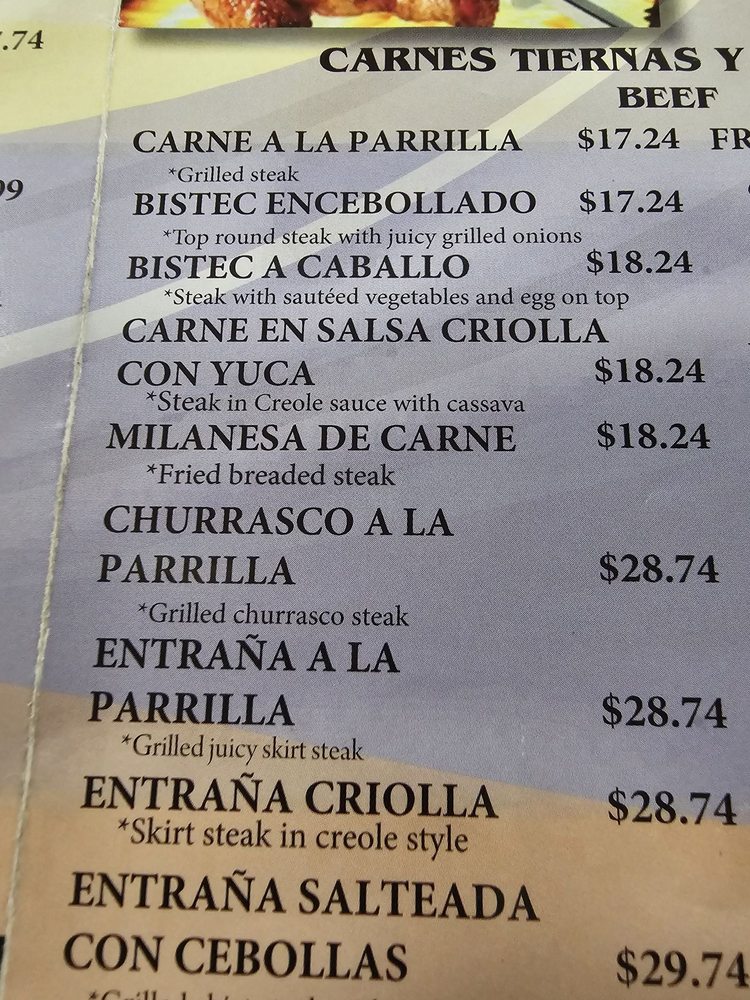 .74
CARNES TIERNAS Y
BEEF
CARNE A LA PARRILLA $17.24 FR
*Grilled steak
99
BISTEC ENCEBOLLADO $17.24
*Top round steak with juicy grilled onions
BISTEC A CABALLO $18.24
*Steak with sautéed vegetables and egg on top
CARNE EN SALSA CRIOLLA
CON YUCA $18.24
*Steak in Creole sauce with cassava
MILANESA DE CARNE $18.24
*Fried breaded steak
CHURRASCO A LA
PARRILLA $28.74
*Grilled churrasco steak
ENTRAÑA A LA
PARRILLA $28.74
*Grilled juicy skirt steak
ENTRAÑA CRIOLLA $28.74
*Skirt steak in creole style
ENTRAÑA SALTEADA
CON CEBOLLAS $29.74